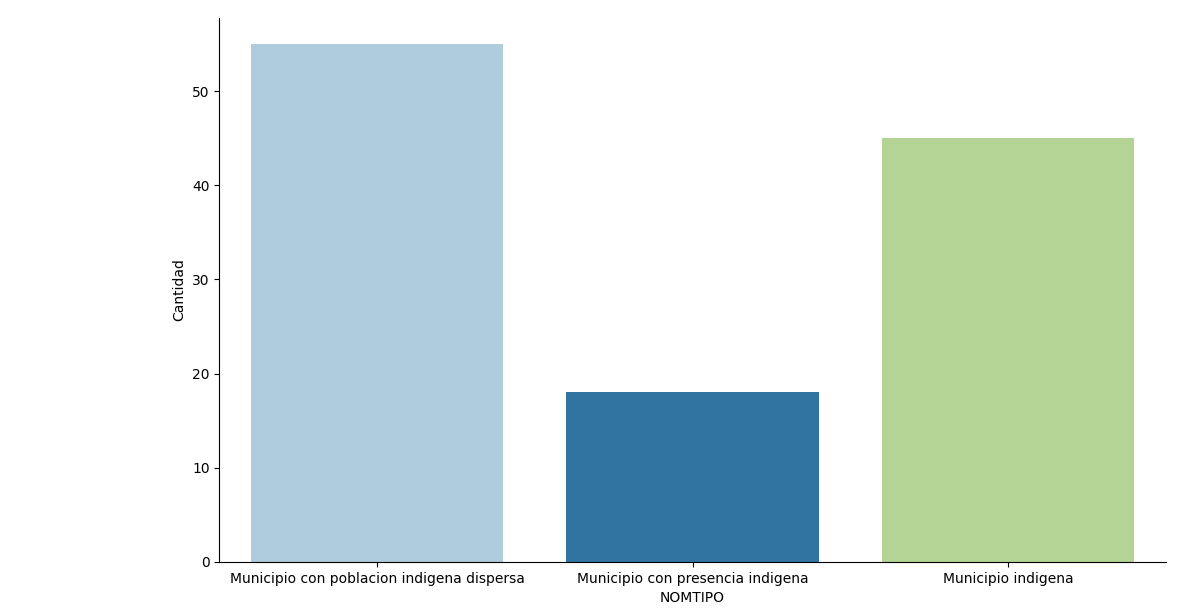 50
40
30
20
10
0
Cantidad
Municipio con poblacion indigena dispersa
Municipio con presencia indigena
Municipio indigena
NOMTIPO